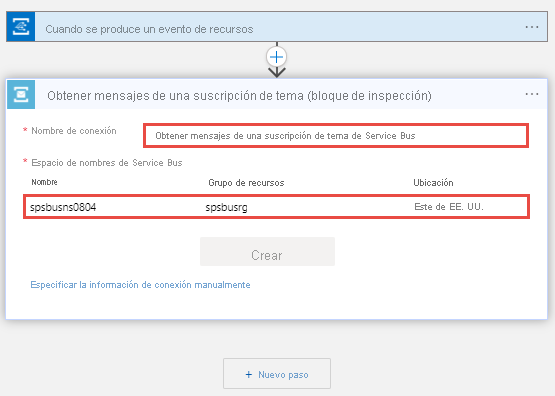 Cuando se produce un evento de recursos
...
Obtener mensajes de una suscripción de tema (bloque de inspección)
...
* Nombre de conexión
Obtener mensajes de una suscripción de tema de Service Bus
* Espacio de nombres de Service Bus
Nombre Grupo de recursos Ubicación
spsbusns0804 spsbusrg Este de EE. UU.
Crear
Especificar la información de conexión manualmente
+ Nuevo paso